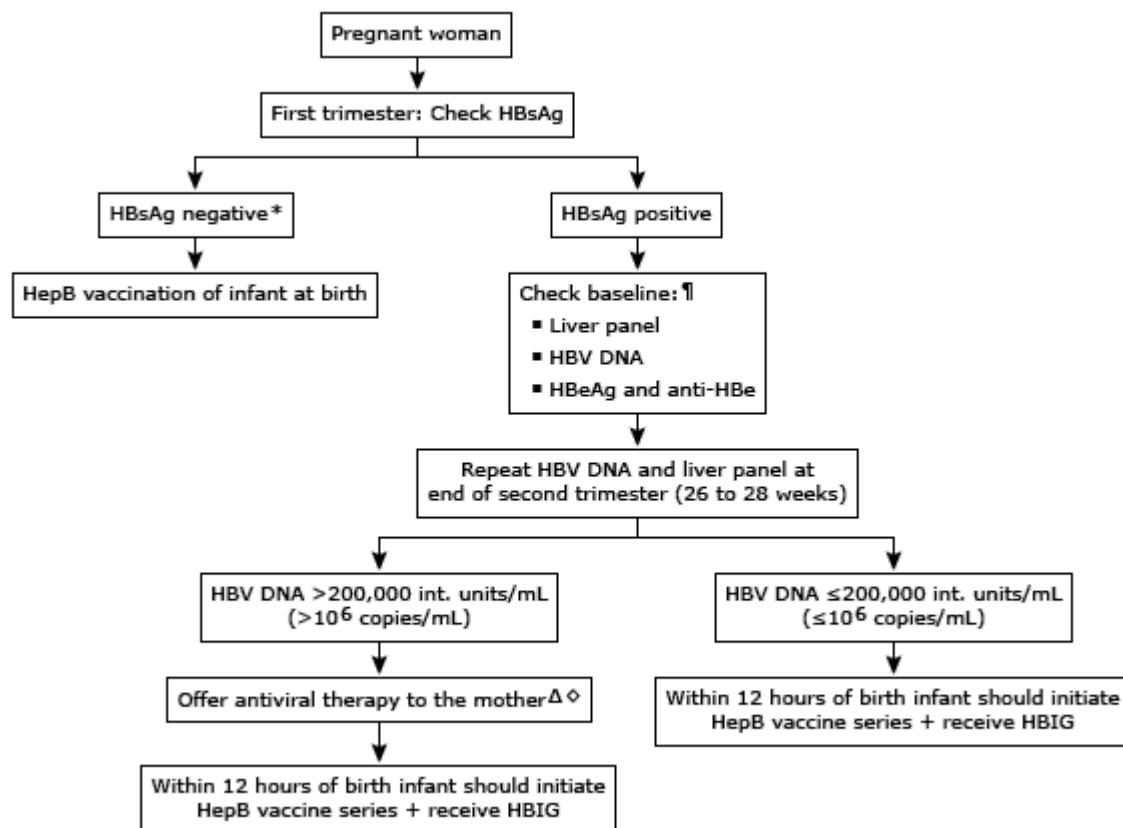 Pregnant woman
First trimester: Check HBsAg
HBsAg negative*
HBsAg positive
HepB vaccination of infant at birth
Check baseline:¶
▪ Liver panel
▪ HBV DNA
▪ HBeAg and anti-HBe
Repeat HBV DNA and liver panel at
end of second trimester (26 to 28 weeks)
HBV DNA >200,000 int. units/mL
(>10⁶ copies/mL)
HBV DNA ≤200,000 int. units/mL
(≤10⁶ copies/mL)
Offer antiviral therapy to the motherΔ◇
Within 12 hours of birth infant should initiate
HepB vaccine series + receive HBIG
Within 12 hours of birth infant should initiate
HepB vaccine series + receive HBIG